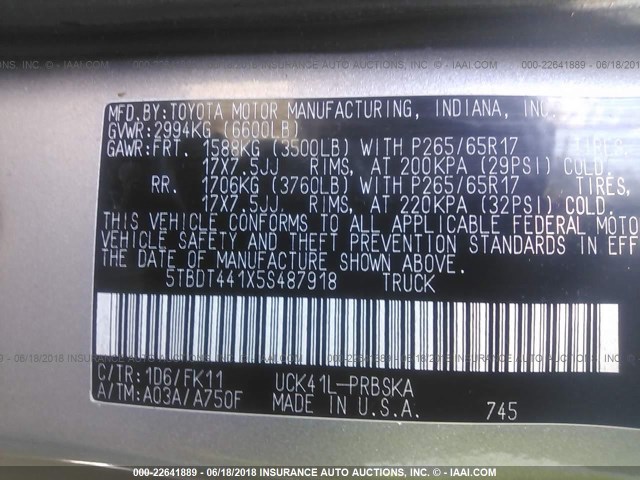 MFD.BY:TOYOTA MOTOR MANUFACTURING, INDIANA, INC.
GVWR:2994KG (6600LB)
GAWR:FRT. 1588KG (3500LB) WITH P265/65R17 TIRES,
17X7.5JJ RIMS, AT 200KPA (29PSI) COLD.
RR. 1706KG (3760LB) WITH P265/65R17 TIRES,
17X7.5JJ. RIMS, AT 220KPA (32PSI) COLD.
THIS VEHICLE CONFORMS TO ALL APPLICABLE FEDERAL MOTOR
VEHICLE SAFETY AND THEFT PREVENTION STANDARDS IN EFF
THE DATE OF MANUFACTURE SHOWN ABOVE.
5TBDT441X5S487918 TRUCK
C/TR:1D6/FK11 UCK41L-PRBSKA
A/TM:A03A/A750F MADE IN U.S.A. 745
000-22641889 - 06/18/2018 INSURANCE AUTO AUCTIONS, INC. © - IAAI.COM